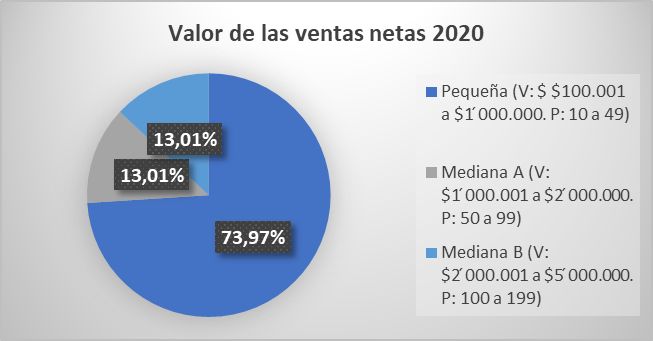 Valor de las ventas netas 2020
13,01%
13,01%
73,97%
Pequeña (V: $ $100.001
a $1´000.000. P: 10 a 49)
Mediana A (V:
$1´000.001 a $2´000.000.
P: 50 a 99)
Mediana B (V:
$2´000.001 a $5´000.000.
P: 100 a 199)